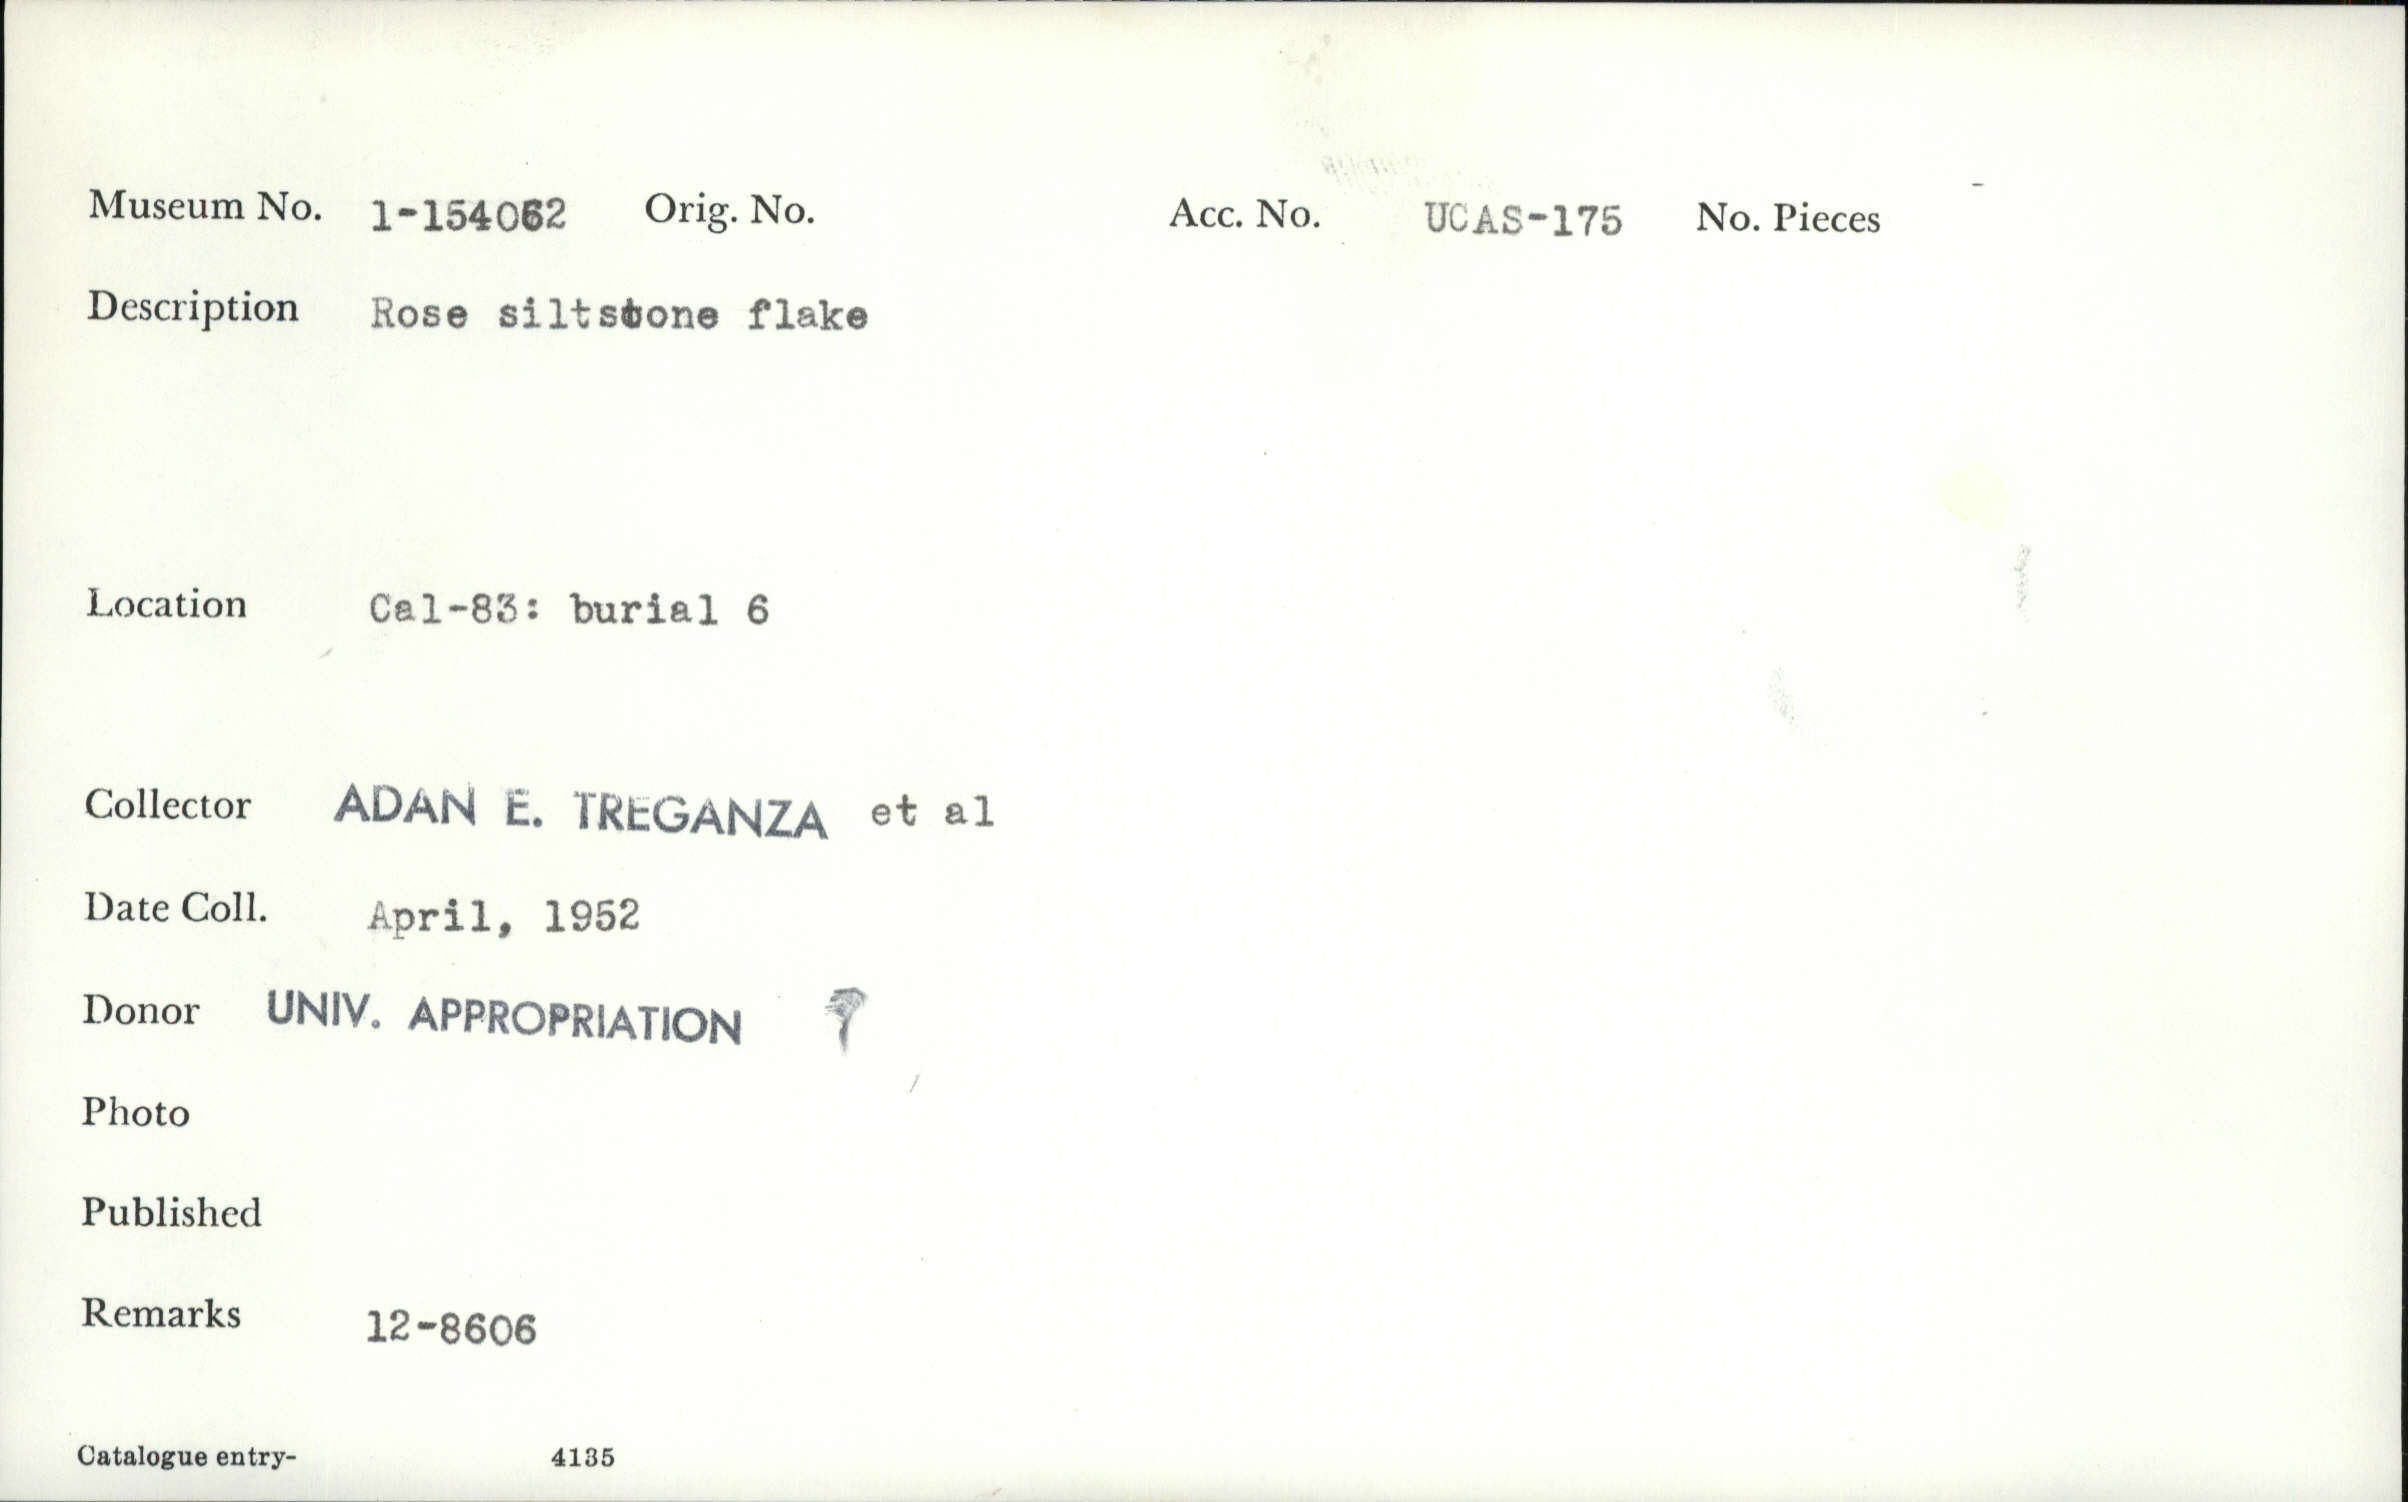 Museum No. 1-154062 Orig. No. Acc. No. UCAS-175 No. Pieces
Description Rose siltstone flake
Location Cal-83: burial 6
Collector ADAN E. TREGANZA et al
Date Coll. April, 1952
Donor UNIV. APPROPRIATION
Photo
Published
Remarks 12-8606
Catalogue entry- 4135